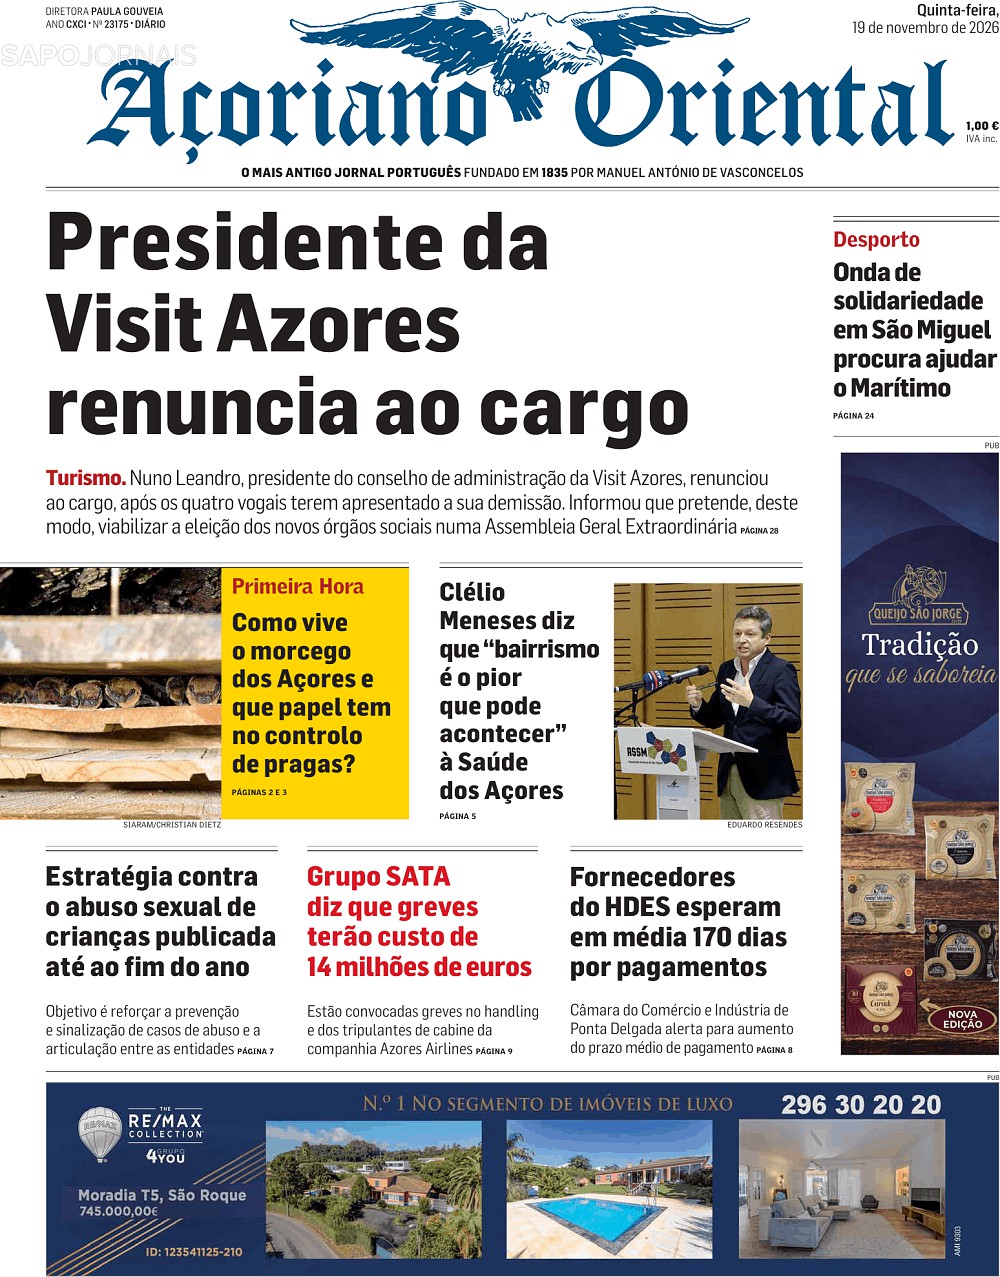 DIRETORA PAULA GOUVEIA
ANO CXCI • Nº 23175 • DIÁRIO
Quinta-feira,
19 de novembro de 2026
SAPOJORNAIS
Açoriano Oriental
1,00 €
IVA inc.
O MAIS ANTIGO JORNAL PORTUGUÊS FUNDADO EM 1835 POR MANUEL ANTÓNIO DE VASCONCELOS
Presidente da
Visit Azores
renuncia ao cargo
Turismo. Nuno Leandro, presidente do conselho de administração da Visit Azores, renunciou
ao cargo, após os quatro vogais terem apresentado a sua demissão. Informou que pretende, deste
modo, viabilizar a eleição dos novos órgãos sociais numa Assembleia Geral Extraordinária PÁGINA 28
Desporto
Onda de
solidariedade
em São Miguel
procura ajudar
o Marítimo
PÁGINA 24
PUB
QUEIJO SÃO JORGE
Tradição
que se saboreia
NOVA
EDIÇÃO
Primeira Hora
Como vive
o morcego
dos Açores e
que papel tem
no controlo
de pragas?
PÁGINAS 2 E 3
SIARAM/CHRISTIAN DIETZ
Clélio
Meneses diz
que “bairrismo
é o pior
que pode
acontecer”
à Saúde
dos Açores
PÁGINA 5
ASSM
EDUARDO RESENDES
Estratégia contra
o abuso sexual de
crianças publicada
até ao fim do ano
Objetivo é reforçar a prevenção
e sinalização de casos de abuso e a
articulação entre as entidades PÁGINA 7
Grupo SATA
diz que greves
terão custo de
14 milhões de euros
Estão convocadas greves no handling
e dos tripulantes de cabine da
companhia Azores Airlines PÁGINA 9
Fornecedores
do HDES esperam
em média 170 dias
por pagamentos
Câmara do Comércio e Indústria de
Ponta Delgada alerta para aumento
do prazo médio de pagamento PÁGINA 8
PUB
RE/MAX
THE
RE/MAX
COLLECTION
GRUPO
4YOU
Moradia T5, São Roque
745.000,00€
ID: 123541125-210
N.º 1 NO SEGMENTO DE IMÓVEIS DE LUXO
296 30 20 20
AMI 9303